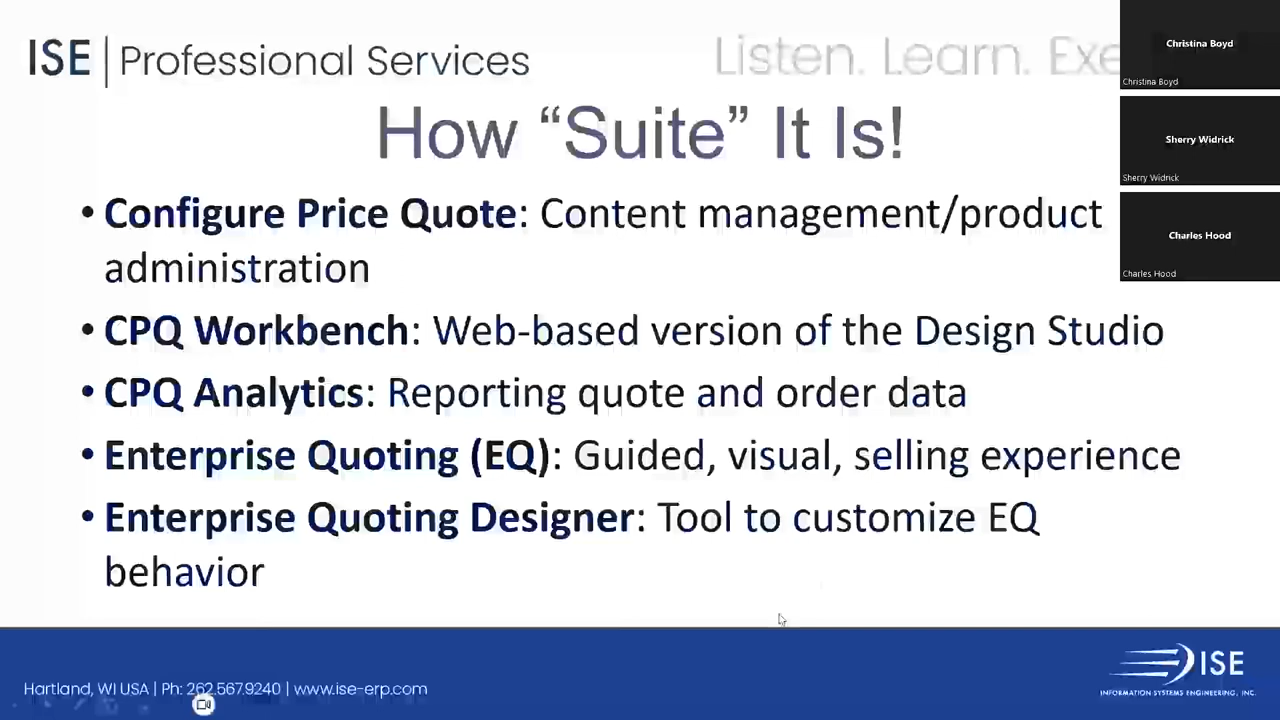 ISE | Professional Services
Listen. Learn. Exe
How “Suite” It Is!
• Configure Price Quote: Content management/product
administration
• CPQ Workbench: Web-based version of the Design Studio
• CPQ Analytics: Reporting quote and order data
• Enterprise Quoting (EQ): Guided, visual, selling experience
• Enterprise Quoting Designer: Tool to customize EQ
behavior
Christina Boyd
Christina Boyd
Sherry Widrick
Sherry Widrick
Charles Hood
Charles Hood
Hartland, WI USA | Ph: 262.567.9240 | www.ise-erp.com
ISE
INFORMATION SYSTEMS ENGINEERING, INC.